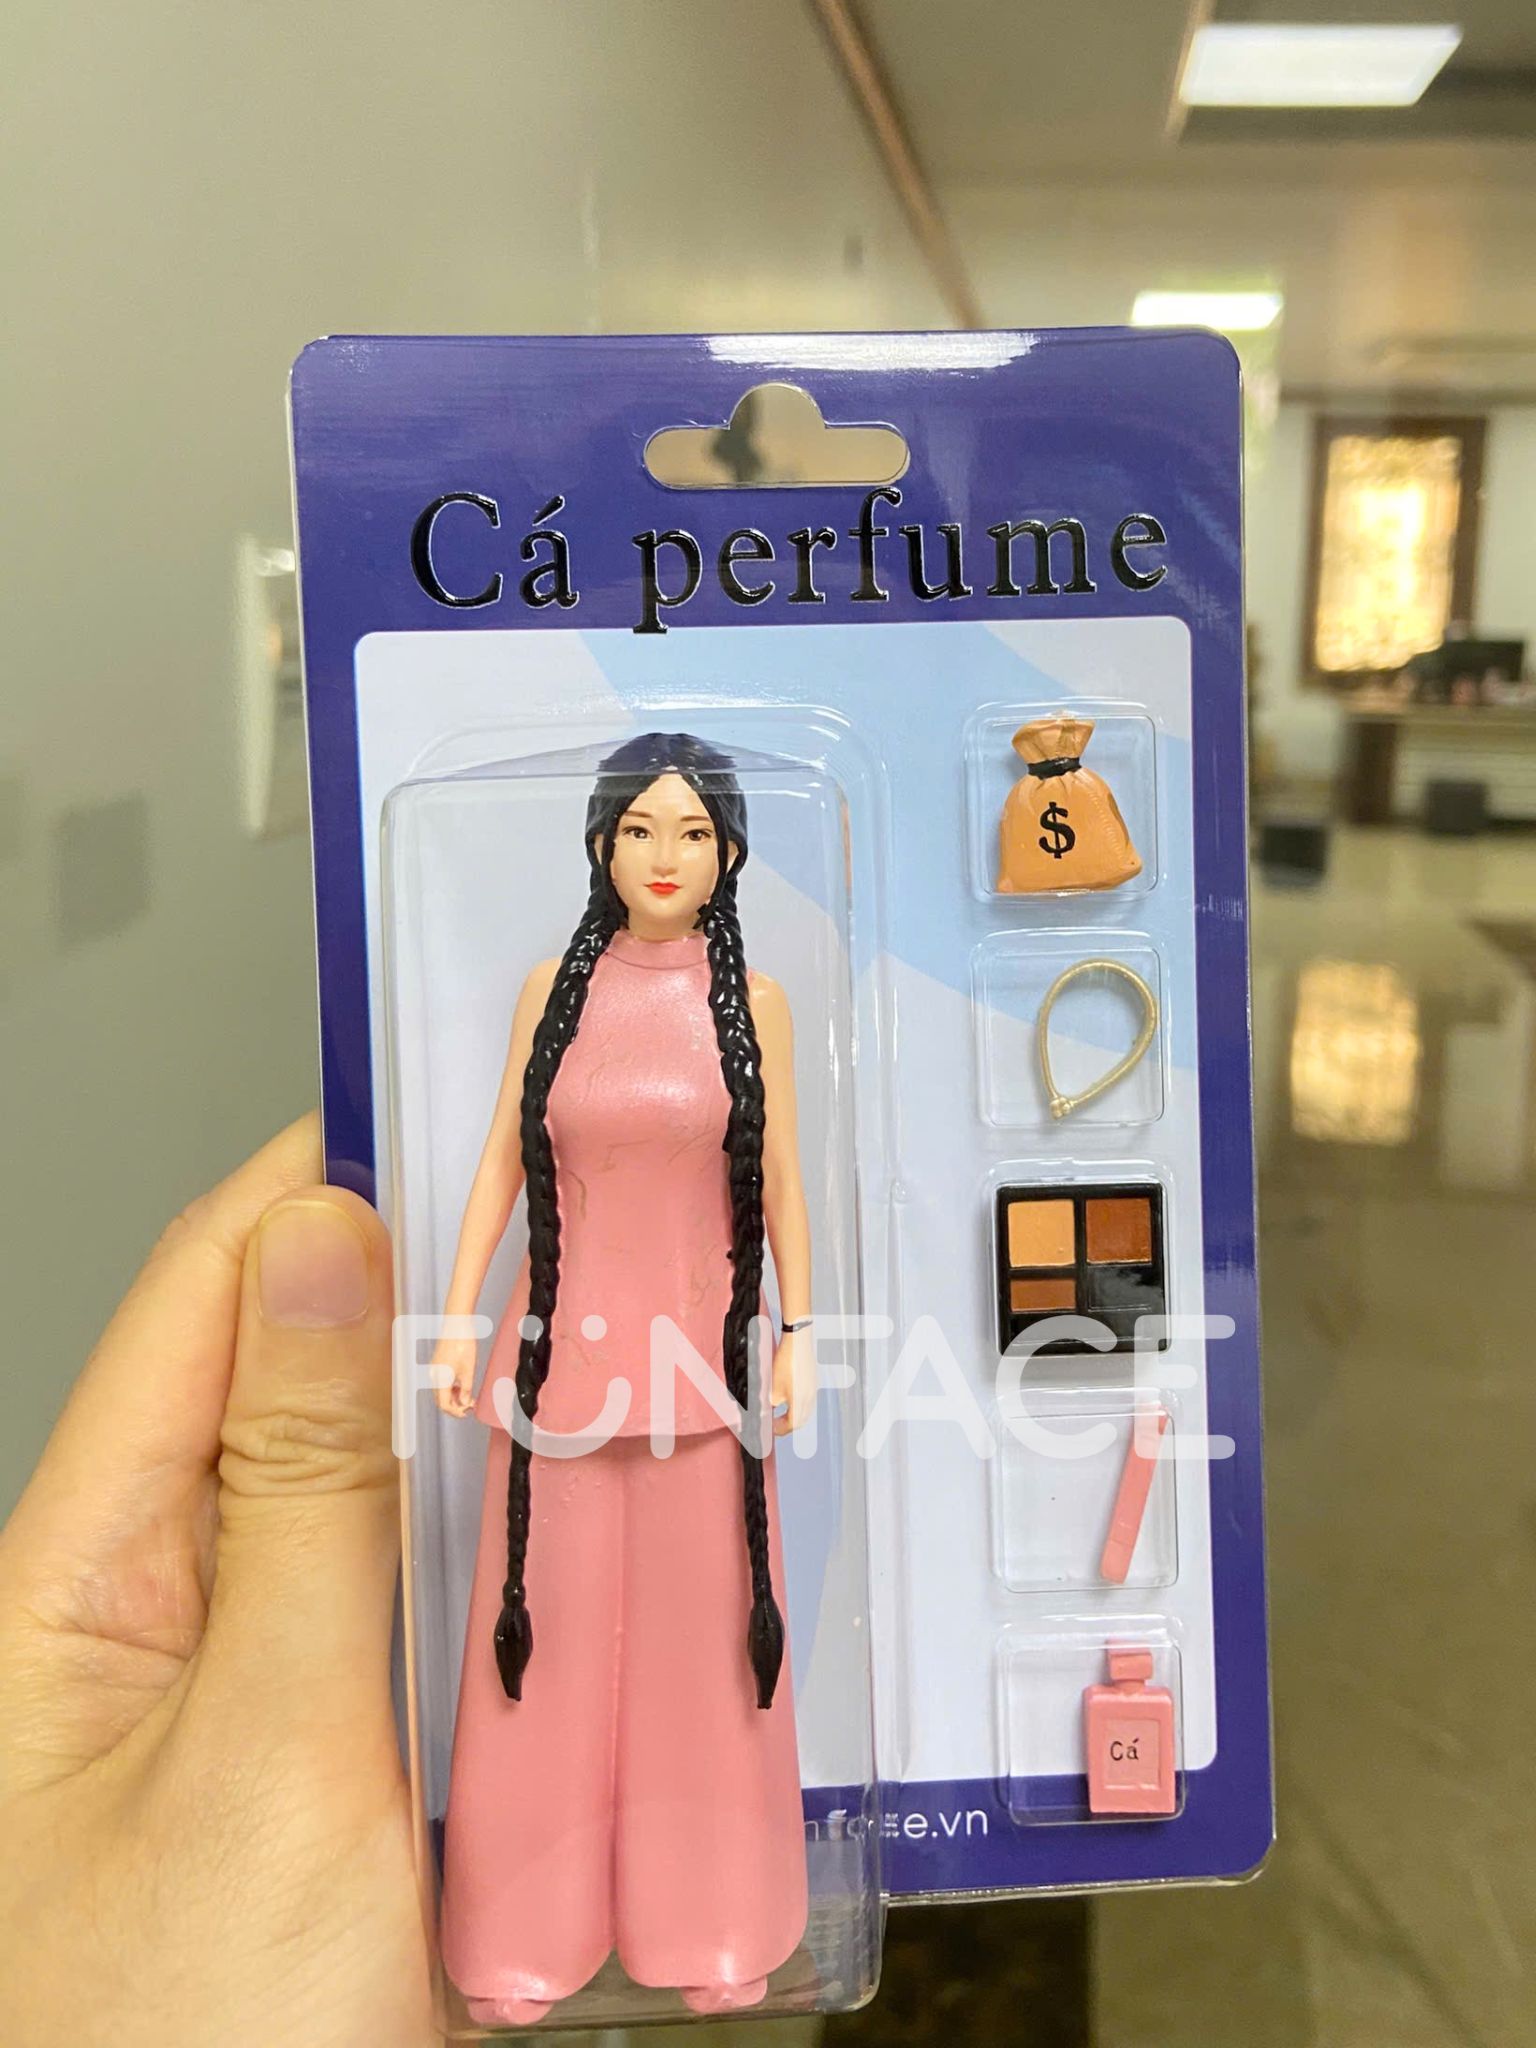 Cá perfume
$
FUNFACE
Cá